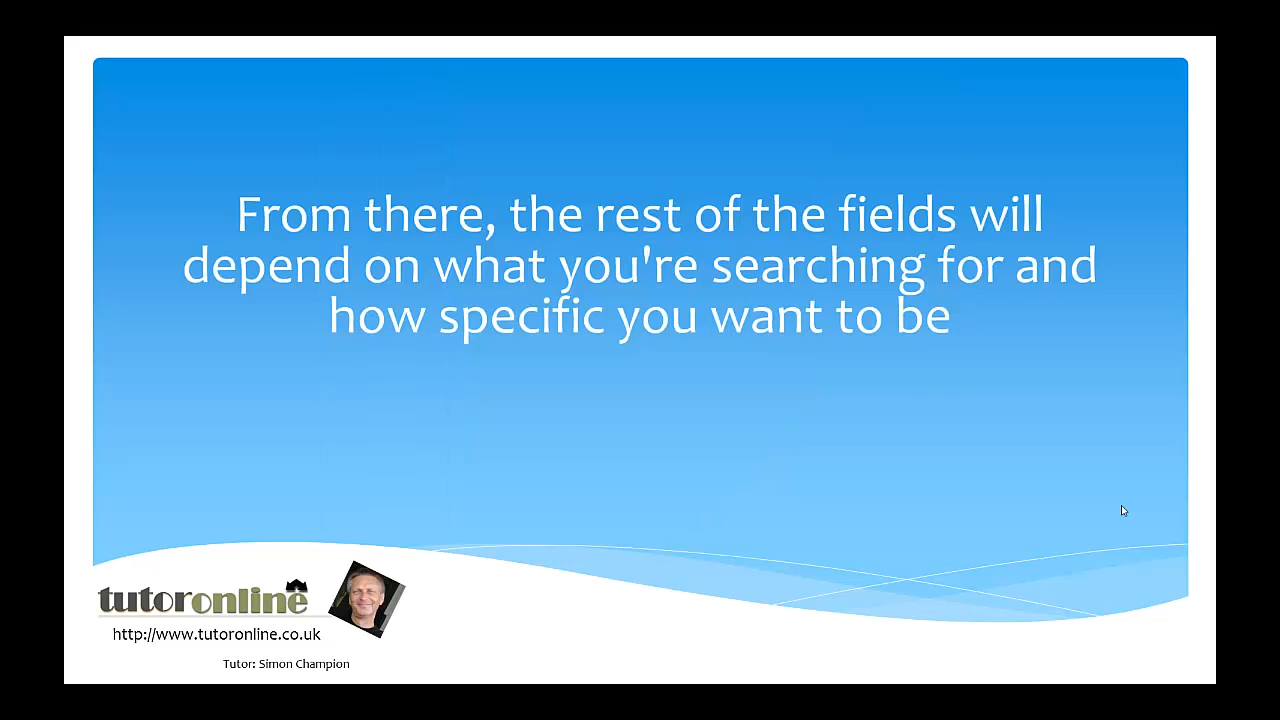 From there, the rest of the fields will
depend on what you're searching for and
how specific you want to be
tutoronline
http://www.tutoronline.co.uk
Tutor: Simon Champion